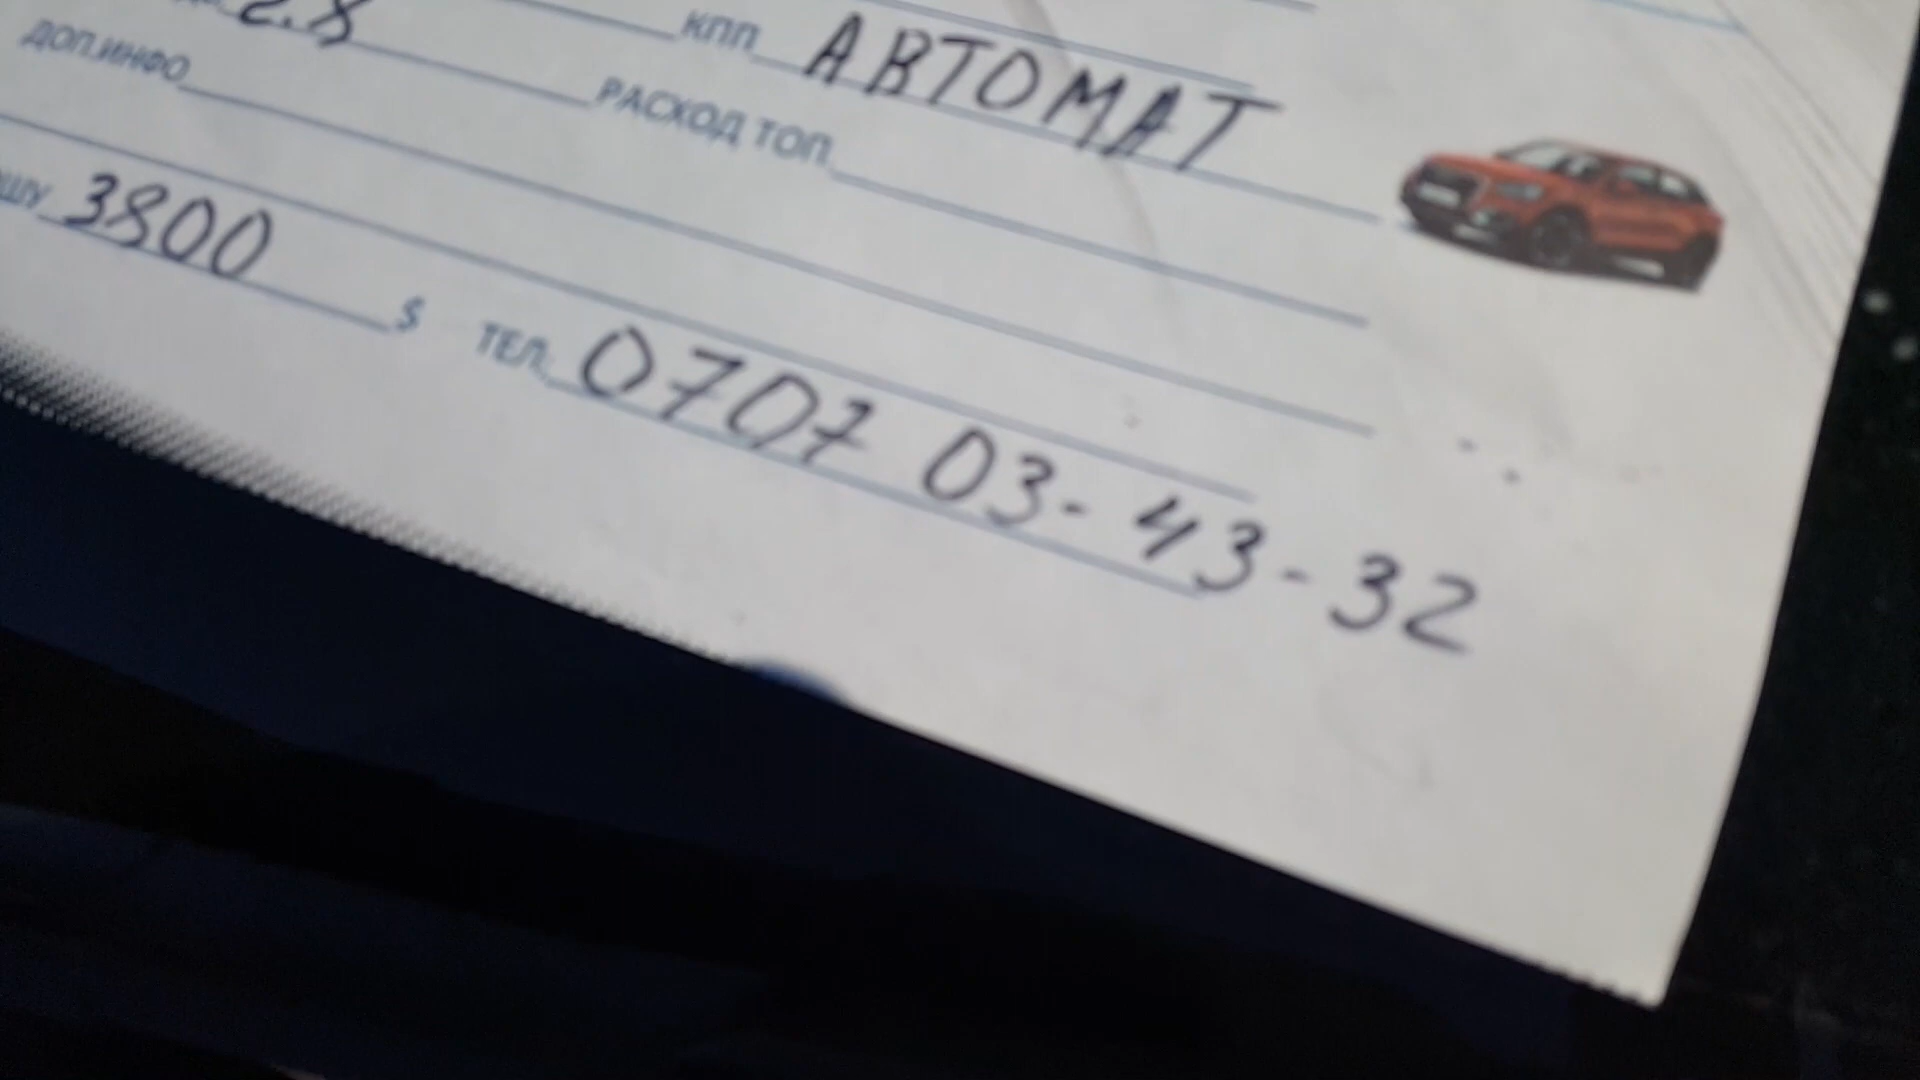 2.8 КПП АВТОМАТ
ДОП.ИНФО РАСХОД ТОП
3800 $ ТЕЛ: 0707 03-43-32